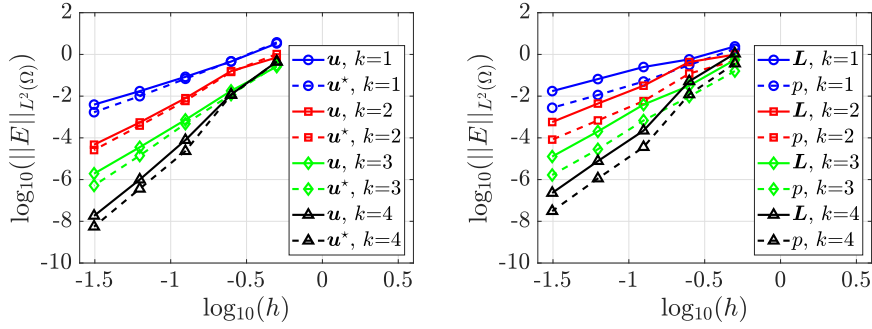 2
0
-2
-4
-6
-8
-10
-1.5 -1 -0.5 0 0.5
log10(h)
log10(||E||L2(Ω))
u, k=1
u⋆, k=1
u, k=2
u⋆, k=2
u, k=3
u⋆, k=3
u, k=4
u⋆, k=4
2
0
-2
-4
-6
-8
-10
-1.5 -1 -0.5 0 0.5
log10(h)
log10(||E||L2(Ω))
L, k=1
p, k=1
L, k=2
p, k=2
L, k=3
p, k=3
L, k=4
p, k=4